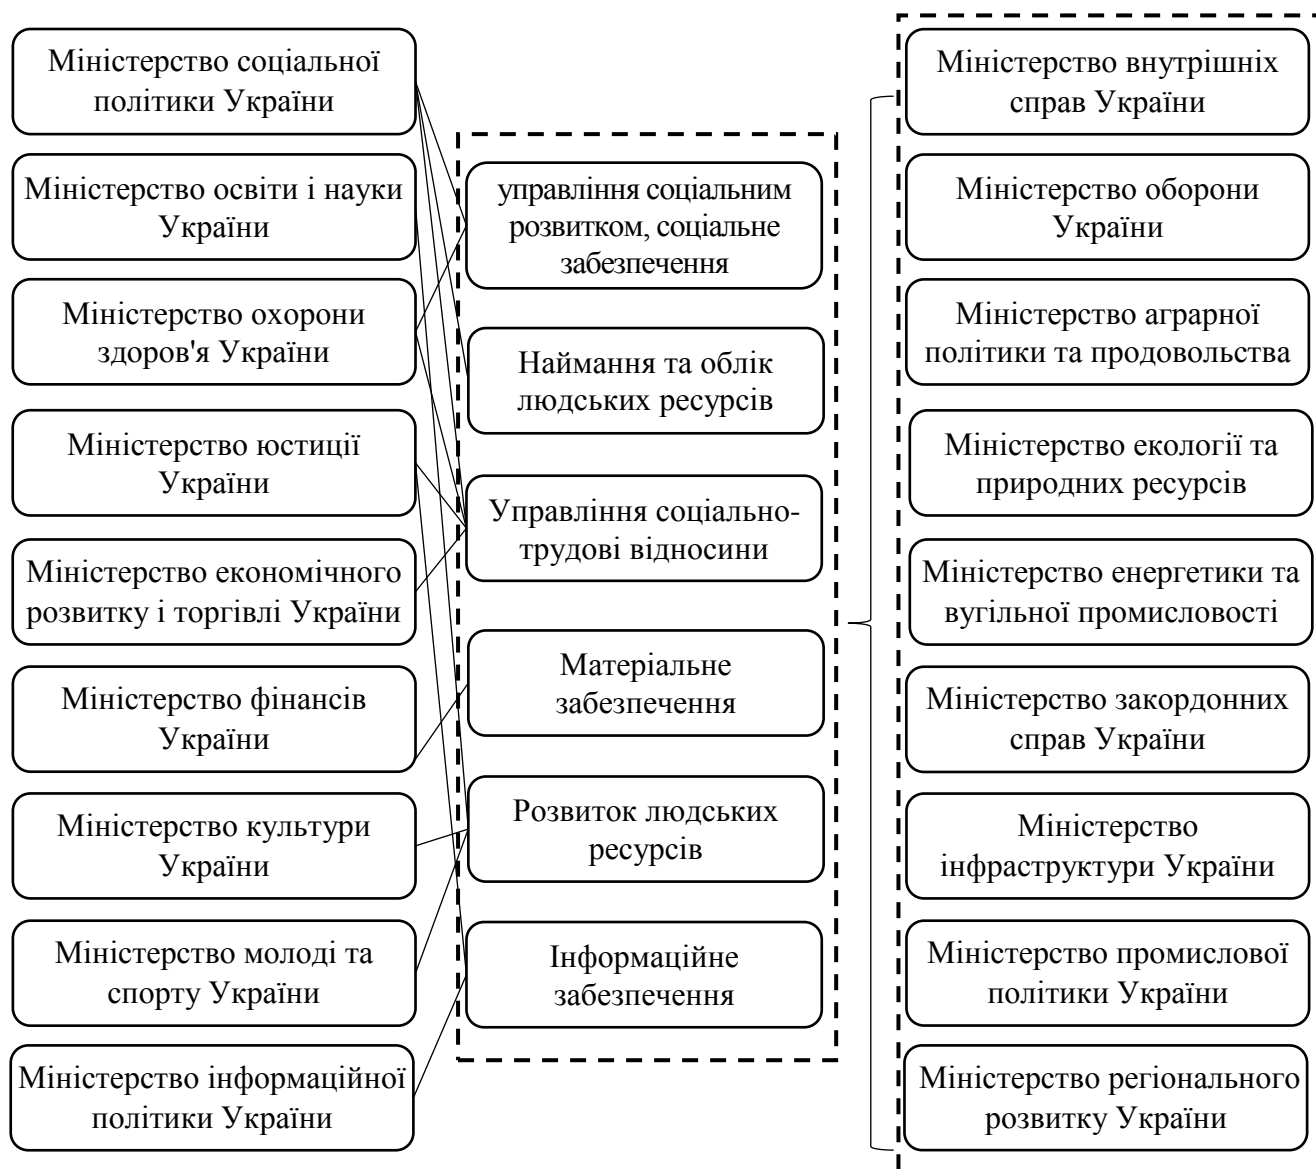 Міністерство соціальної
політики України
Міністерство освіти і науки
України
Міністерство охорони
здоров'я України
Міністерство юстиції
України
Міністерство економічного
розвитку і торгівлі України
Міністерство фінансів
України
Міністерство культури
України
Міністерство молоді та
спорту України
Міністерство інформаційної
політики України
управління соціальним
розвитком, соціальне
забезпечення
Наймання та облік
людських ресурсів
Управління соціально-
трудові відносини
Матеріальне
забезпечення
Розвиток людських
ресурсів
Інформаційне
забезпечення
Міністерство внутрішніх
справ України
Міністерство оборони
України
Міністерство аграрної
політики та продовольства
Міністерство екології та
природних ресурсів
Міністерство енергетики та
вугільної промисловості
Міністерство закордонних
справ України
Міністерство
інфраструктури України
Міністерство промислової
політики України
Міністерство регіонального
розвитку України